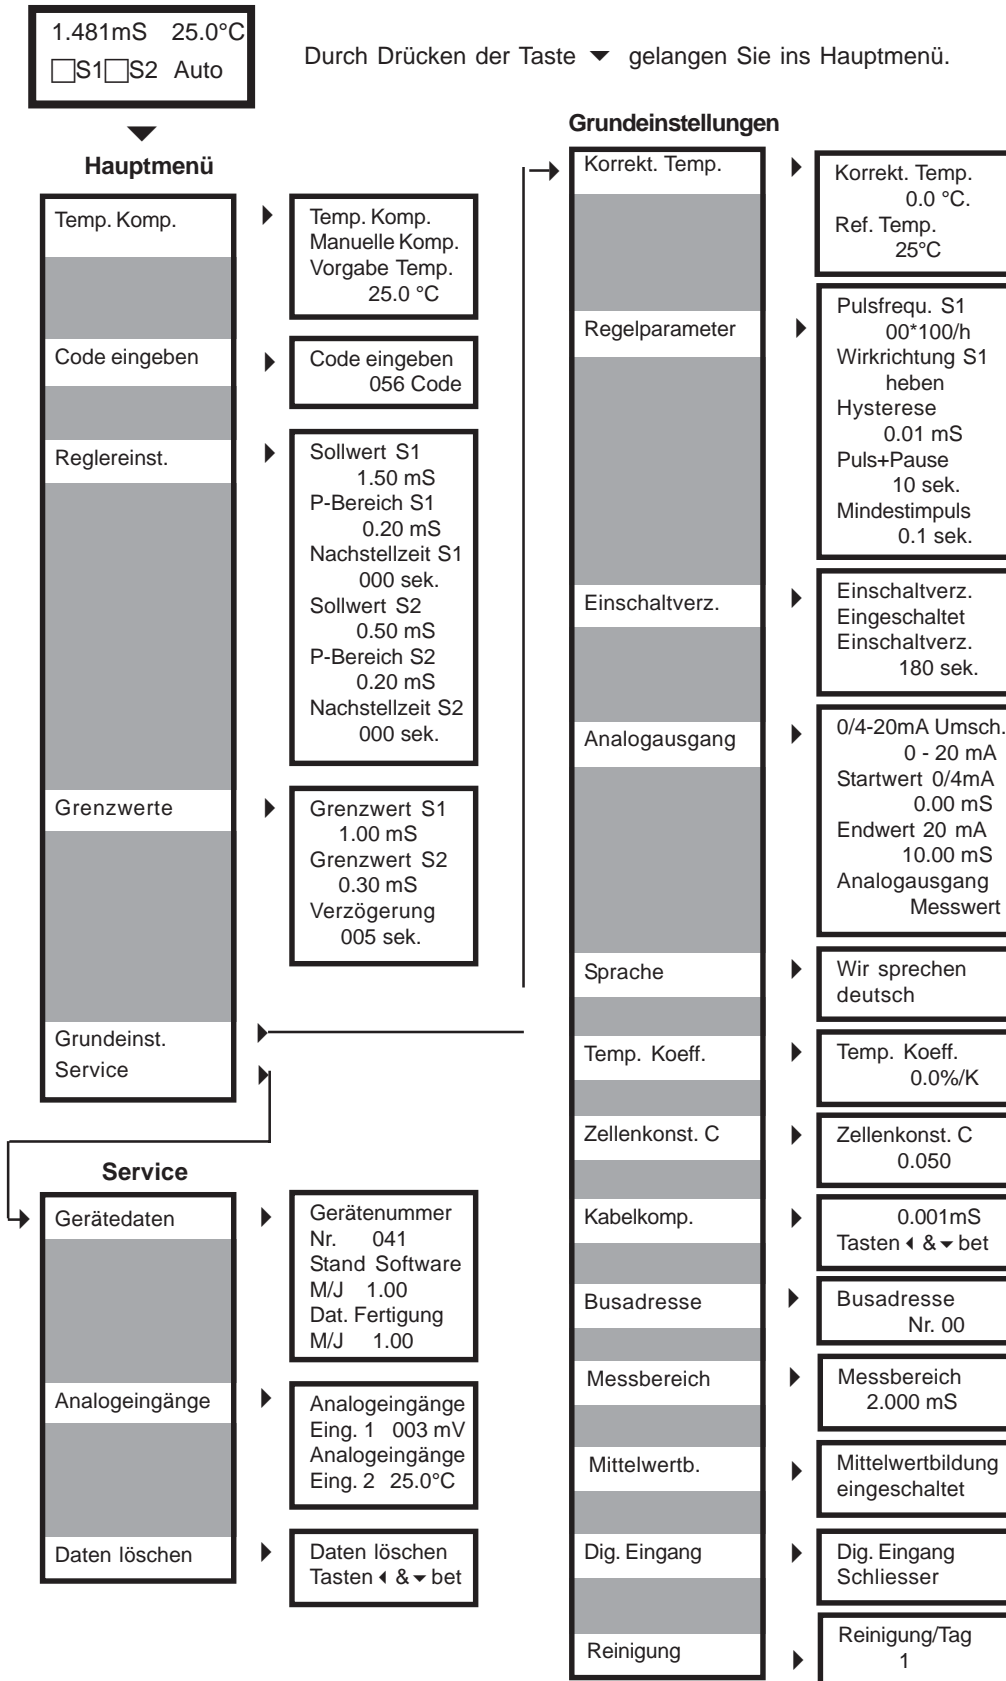 1.481mS 25.0°C
S1 S2 Auto
Durch Drücken der Taste gelangen Sie ins Hauptmenü.
Hauptmenü
Temp. Komp.
Temp. Komp.
Manuelle Komp.
Vorgabe Temp.
25.0 °C
Code eingeben
Code eingeben
056 Code
Reglereinst.
Sollwert S1
1.50 mS
P-Bereich S1
0.20 mS
Nachstellzeit S1
000 sek.
Sollwert S2
0.50 mS
P-Bereich S2
0.20 mS
Nachstellzeit S2
000 sek.
Grenzwerte
Grenzwert S1
1.00 mS
Grenzwert S2
0.30 mS
Verzögerung
005 sek.
Grundeinst.
Service
Service
Gerätedaten
Gerätenummer
Nr. 041
Stand Software
M/J 1.00
Dat. Fertigung
M/J 1.00
Analogeingänge
Analogeingänge
Eing. 1 003 mV
Analogeingänge
Eing. 2 25.0°C
Daten löschen
Daten löschen
Tasten & bet
Grundeinstellungen
Korrekt. Temp.
Korrekt. Temp.
0.0 °C.
Ref. Temp.
25°C
Regelparameter
Pulsfrequ. S1
00*100/h
Wirkrichtung S1
heben
Hysterese
0.01 mS
Puls+Pause
10 sek.
Mindestimpuls
0.1 sek.
Einschaltverz.
Einschaltverz.
Eingeschaltet
Einschaltverz.
180 sek.
Analogausgang
0/4-20mA Umsch.
0 - 20 mA
Startwert 0/4mA
0.00 mS
Endwert 20 mA
10.00 mS
Analogausgang
Messwert
Sprache
Wir sprechen
deutsch
Temp. Koeff.
Temp. Koeff.
0.0%/K
Zellenkonst. C
Zellenkonst. C
0.050
Kabelkomp.
0.001mS
Tasten & bet
Busadresse
Busadresse
Nr. 00
Messbereich
Messbereich
2.000 mS
Mittelwertb.
Mittelwertbildung
eingeschaltet
Dig. Eingang
Dig. Eingang
Schliesser
Reinigung
Reinigung/Tag
1